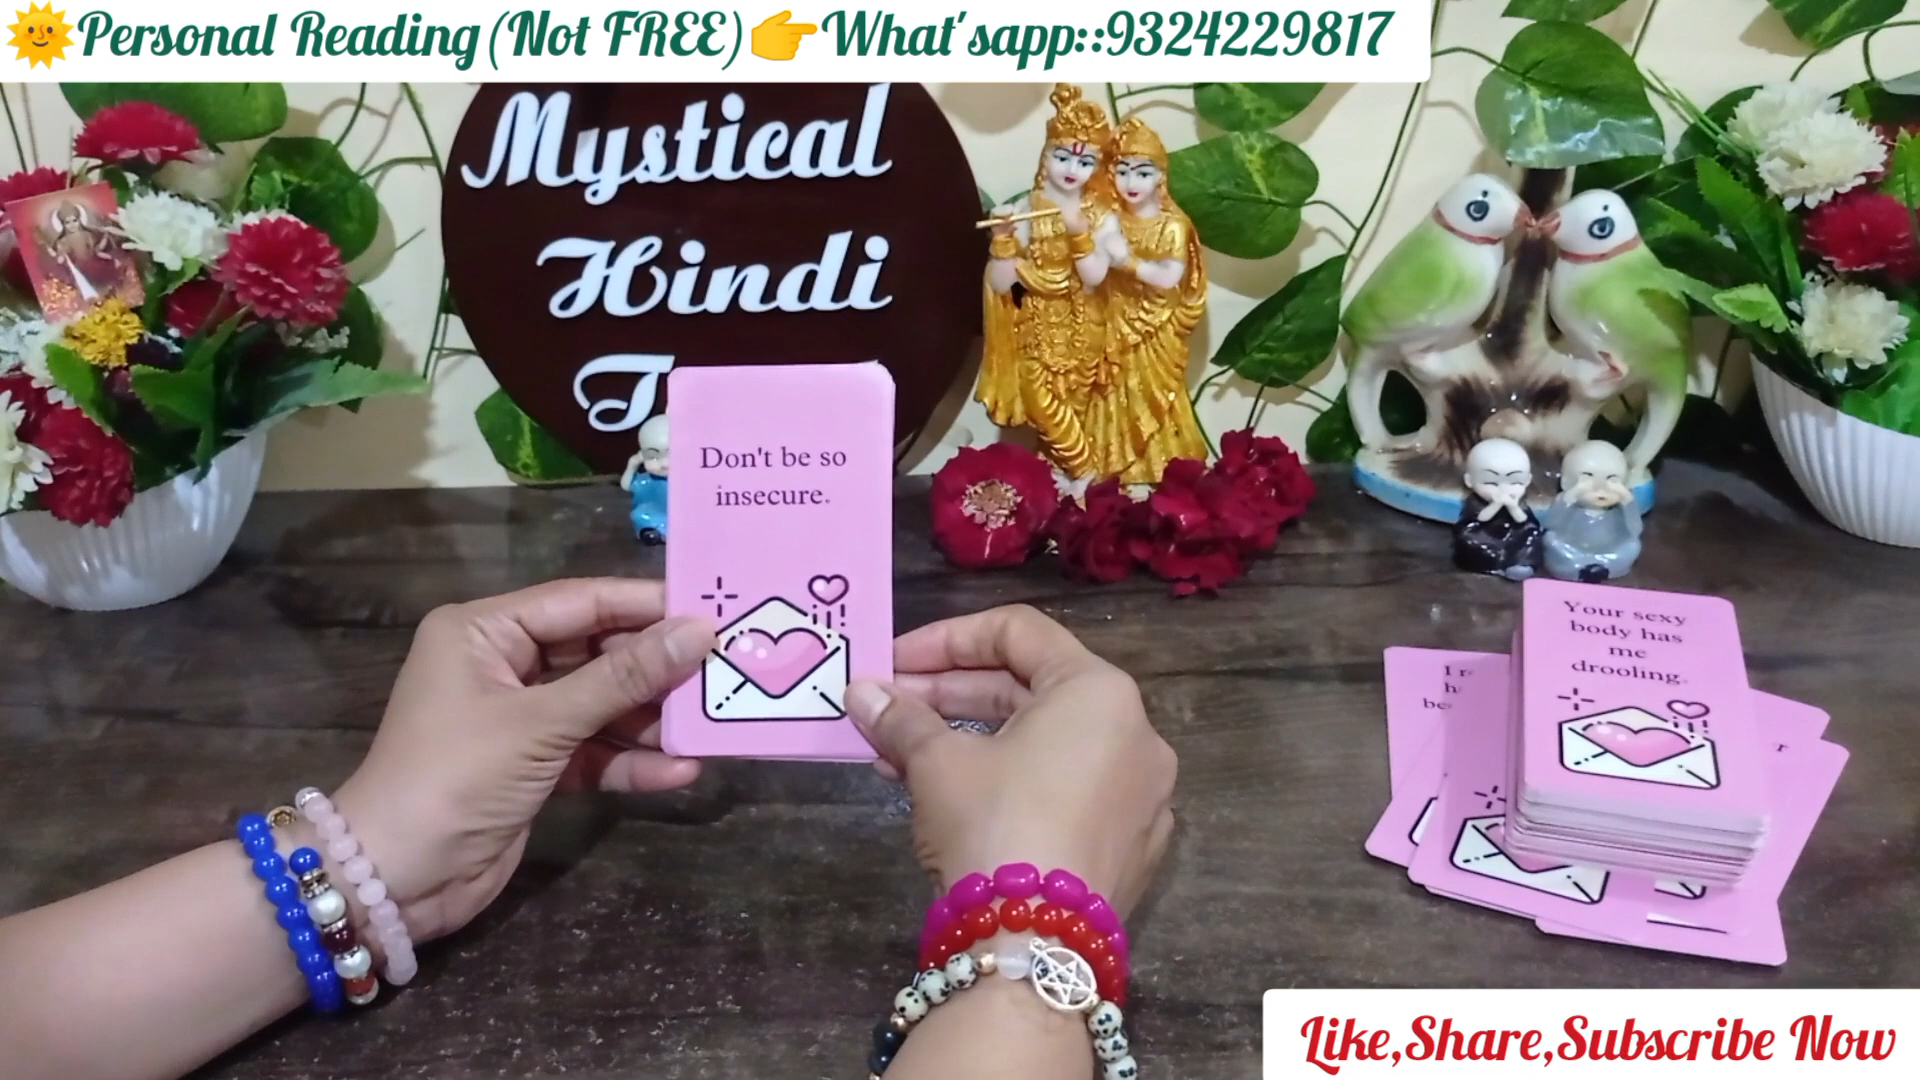 Personal Reading (Not FREE) What'sapp::9324229817
Mystical
Hindi
Don't be so
insecure.
Your sexy
body has
me
drooling.
Like,Share,Subscribe Now